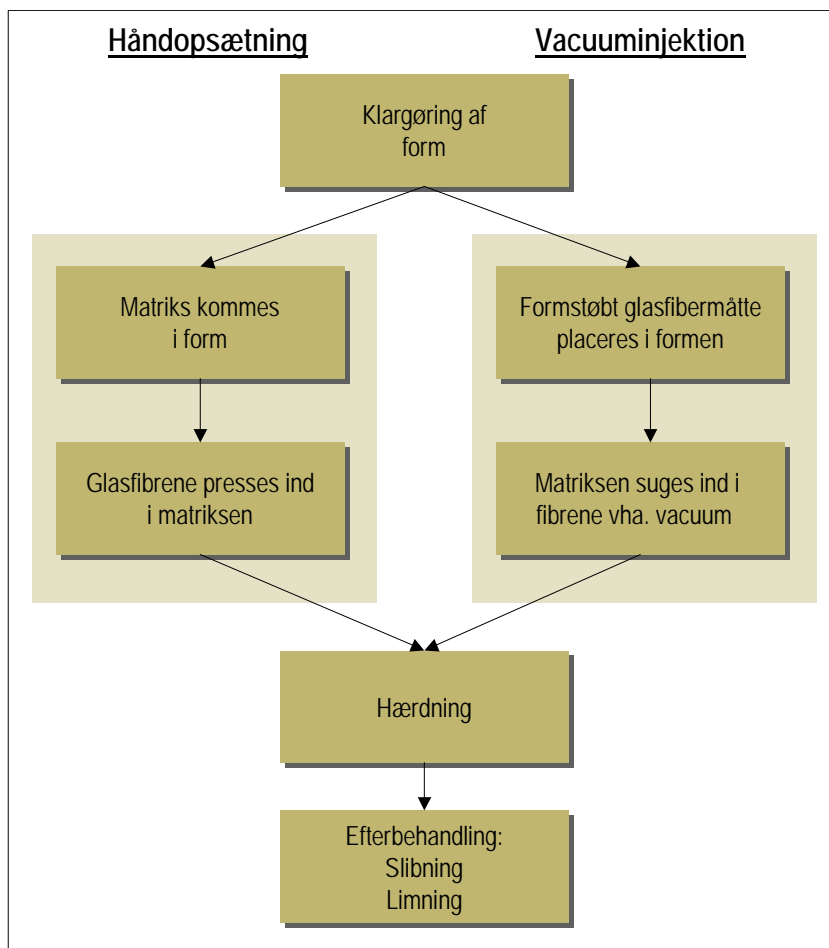 Håndopsætning
Vacuuminjektion
Klargøring af
form
Matriks kommes
i form
Formstøbt glasfibermåtte
placeres i formen
Glasfibrene presses ind
i matriksen
Matriksen suges ind i
fibrene vha. vacuum
Hærdning
Efterbehandling:
Slibning
Limning